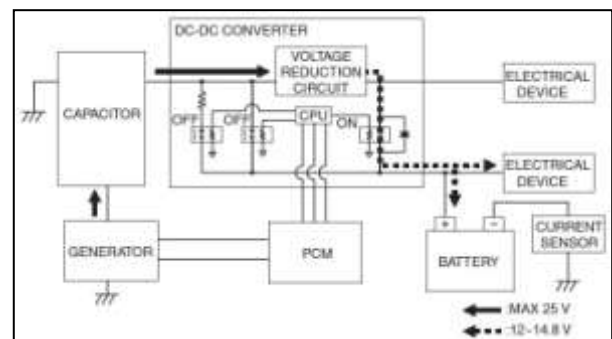 DC-DC CONVERTER
VOLTAGE
REDUCTION
CIRCUIT
ELECTRICAL
DEVICE
CAPACITOR
OFF
OFF
CPU
ON
ELECTRICAL
DEVICE
GENERATOR
PCM
+
−
BATTERY
CURRENT
SENSOR
:MAX 25 V
:12–14.8 V